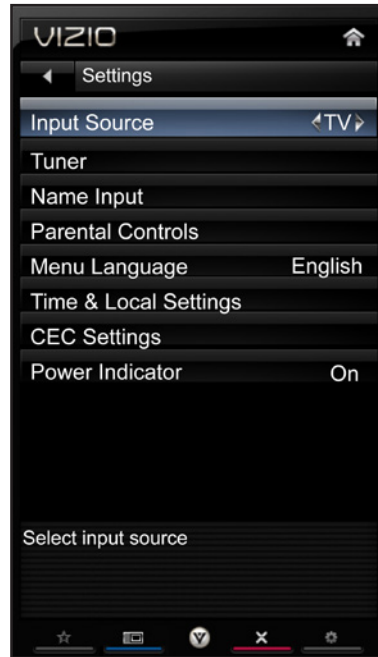 VIZIO
Settings
Input Source TV
Tuner
Name Input
Parental Controls
Menu Language English
Time & Local Settings
CEC Settings
Power Indicator On
Select input source
V